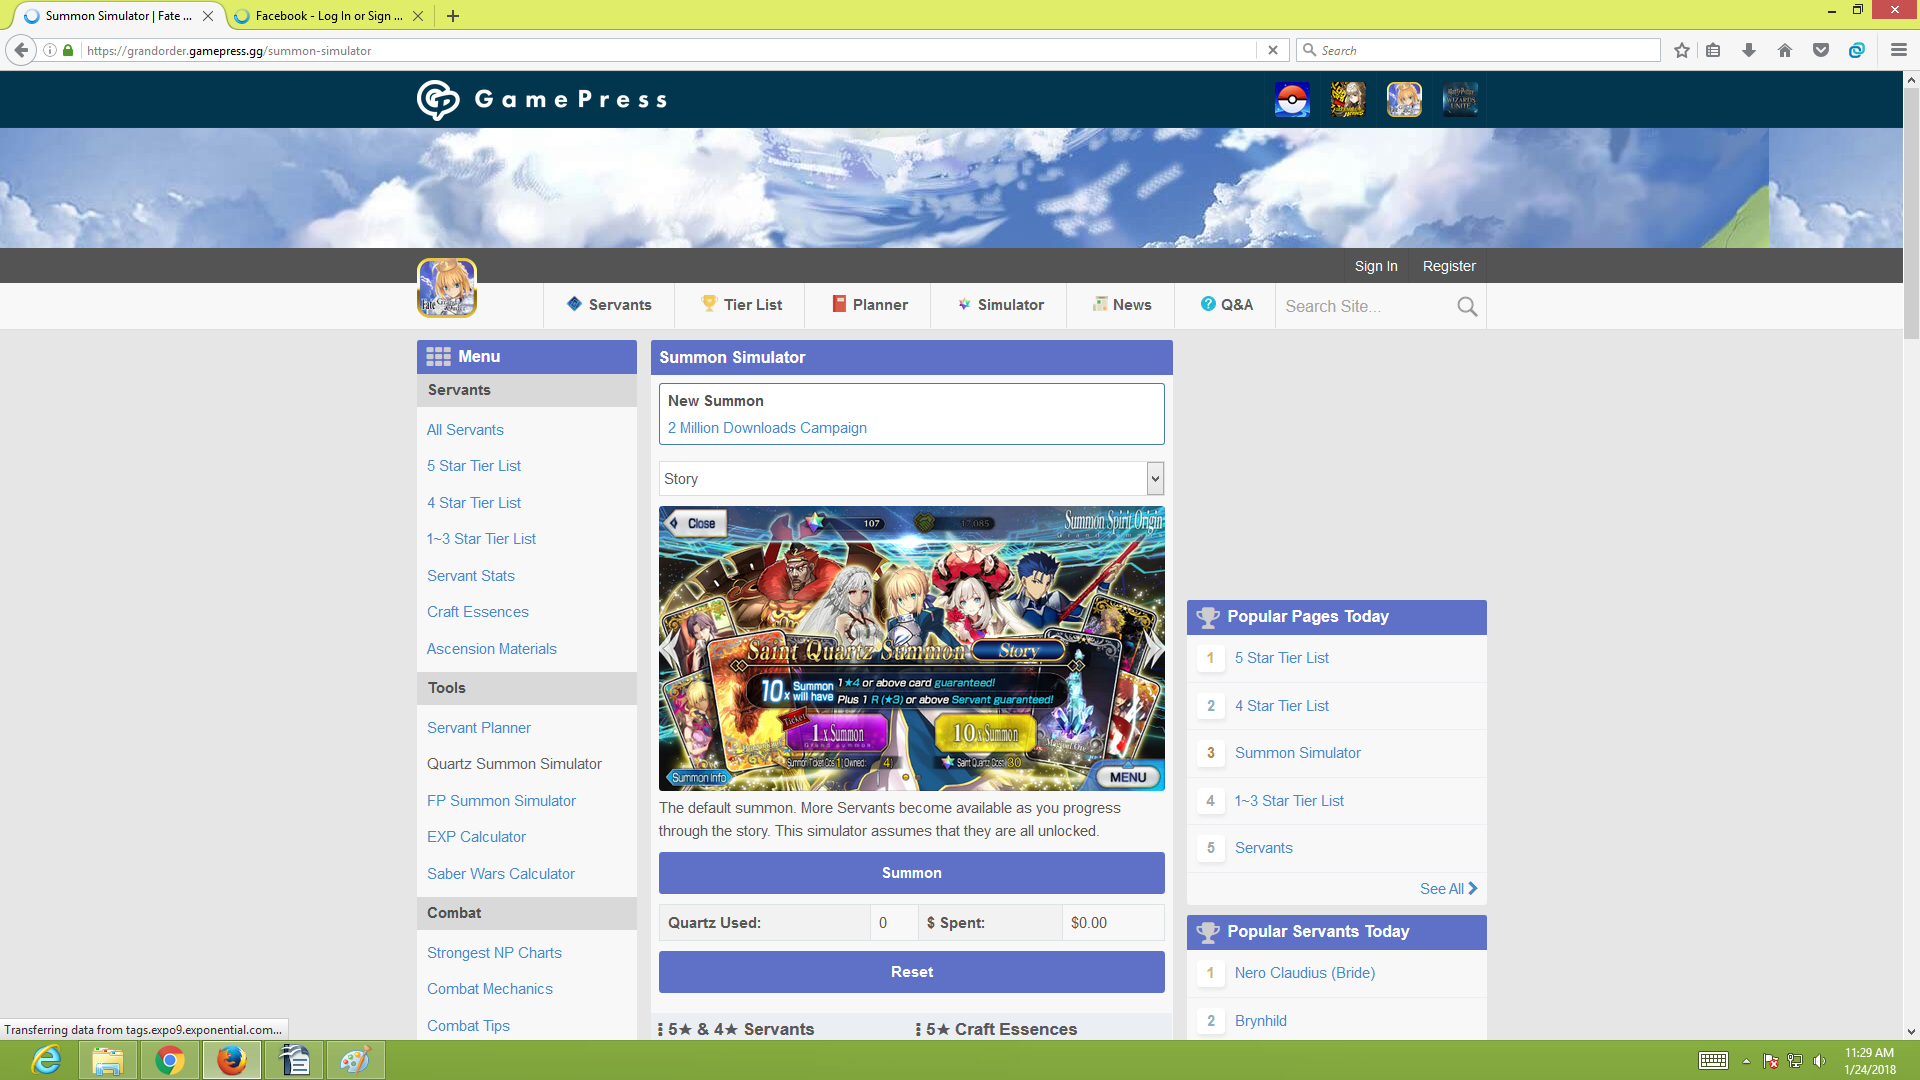 Summon Simulator | Fate ...
Facebook - Log In or Sign ...
https://grandorder.gamepress.gg/summon-simulator
Search
GamePress
Sign In
Register
Servants
Tier List
Planner
Simulator
News
Q&A
Search Site...
Menu
Servants
All Servants
5 Star Tier List
4 Star Tier List
1~3 Star Tier List
Servant Stats
Craft Essences
Ascension Materials
Tools
Servant Planner
Quartz Summon Simulator
FP Summon Simulator
EXP Calculator
Saber Wars Calculator
Combat
Strongest NP Charts
Combat Mechanics
Combat Tips
Summon Simulator
New Summon
2 Million Downloads Campaign
Story
Close
107
17,085
Summon Spirit Origin
Saint Quartz Summon
Story
10x Summon will have
1 ★4 or above card guaranteed!
Plus 1 R (★3) or above Servant guaranteed!
Ticket
1x Summon
Grand summon
10x Summon
Summon Ticket Cost 1 Owned: 4
Saint Quartz Cost 30
Summon Info
MENU
The default summon. More Servants become available as you progress
through the story. This simulator assumes that they are all unlocked.
Summon
Quartz Used: 0 $ Spent: $0.00
Reset
5★ & 4★ Servants
5★ Craft Essences
Popular Pages Today
1 5 Star Tier List
2 4 Star Tier List
3 Summon Simulator
4 1~3 Star Tier List
5 Servants
See All
Popular Servants Today
1 Nero Claudius (Bride)
2 Brynhild
Transferring data from tags.expo9.exponential.com...
11:29 AM
1/24/2018